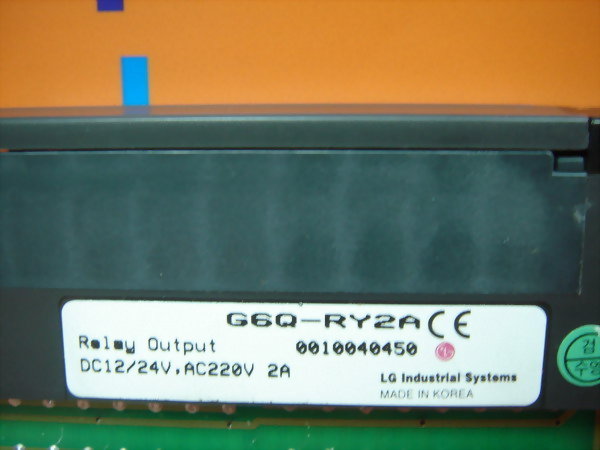 G6Q-RY2A CE
Relay Output 0010040450
DC12/24V,AC220V 2A
LG Industrial Systems
MADE IN KOREA